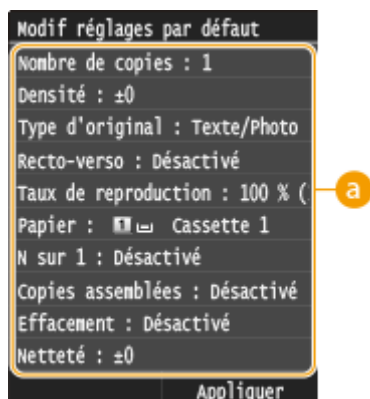 Modif réglages par défaut
Nombre de copies : 1
Densité : ±0
Type d'original : Texte/Photo
Recto-verso : Désactivé
Taux de reproduction : 100 % (
a
Papier : 1 Cassette 1
N sur 1 : Désactivé
Copies assemblées : Désactivé
Effacement : Désactivé
Netteté : ±0
Appliquer